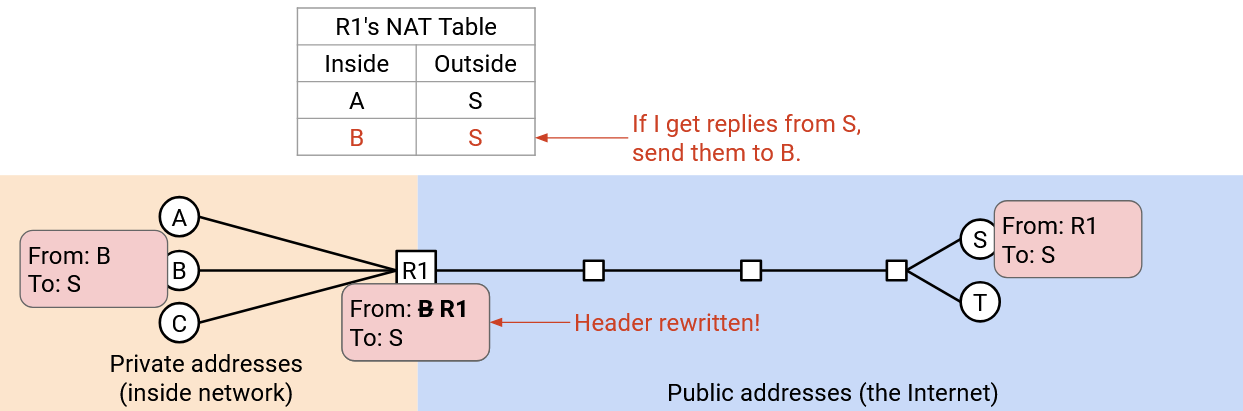 R1's NAT Table
Inside Outside
A S
B S
If I get replies from S,
send them to B.
A
From: B
To: S
B
C
R1
From: B R1
To: S
Header rewritten!
S
From: R1
To: S
T
Private addresses
(inside network)
Public addresses (the Internet)